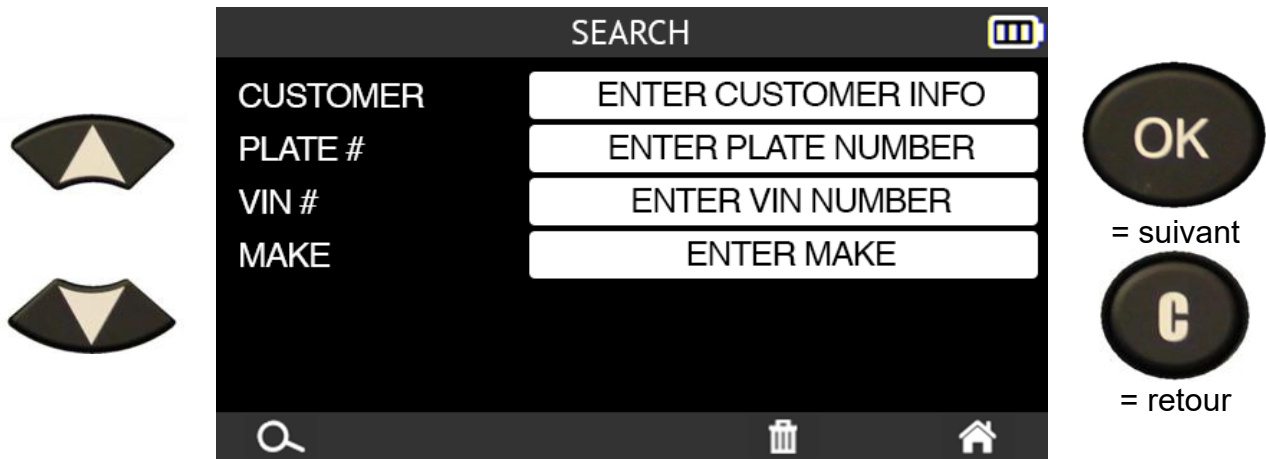 SEARCH
CUSTOMER ENTER CUSTOMER INFO
PLATE # ENTER PLATE NUMBER
VIN # ENTER VIN NUMBER
MAKE ENTER MAKE
OK
= suivant
C
= retour